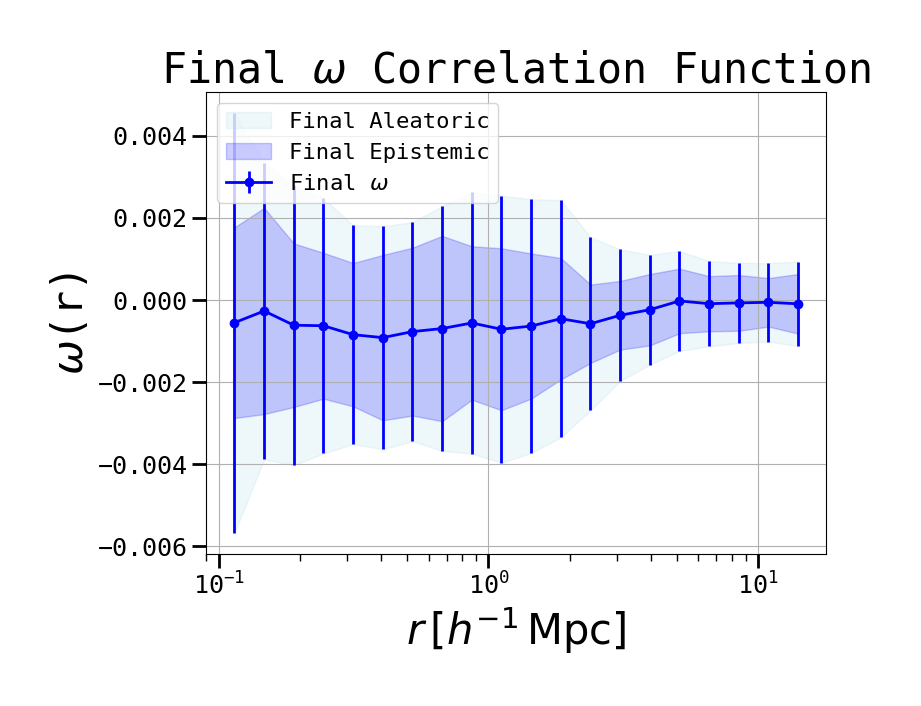 Final ω Correlation Function
Final Aleatoric
Final Epistemic
Final ω
0.004
0.002
0.000
−0.002
−0.004
−0.006
ω(r)
10⁻¹ 10⁰ 10¹
r [h⁻¹ Mpc]